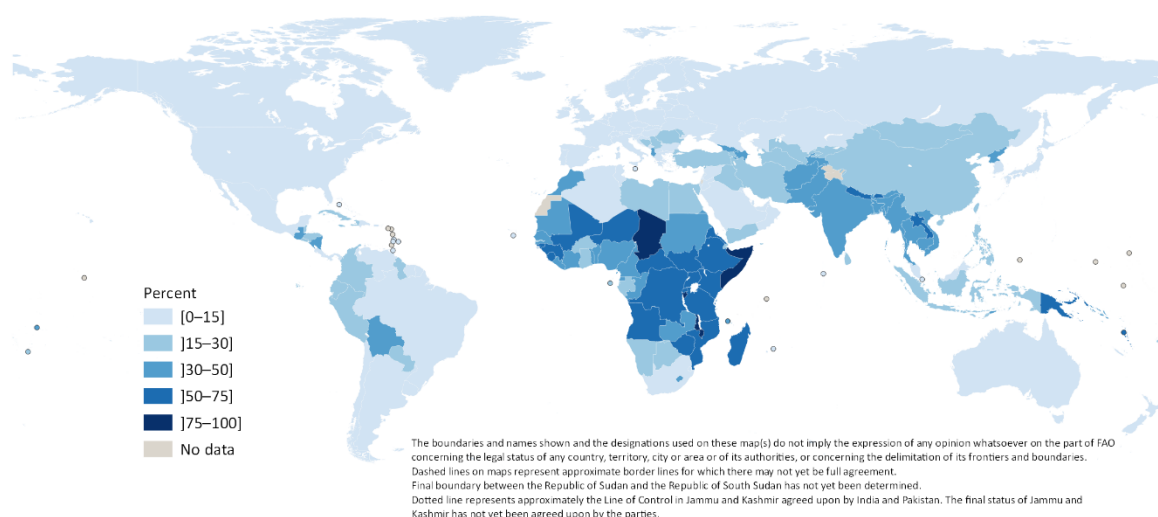 Percent
[0–15]
]15–30]
]30–50]
]50–75]
]75–100]
No data
The boundaries and names shown and the designations used on these map(s) do not imply the expression of any opinion whatsoever on the part of FAO
concerning the legal status of any country, territory, city or area or of its authorities, or concerning the delimitation of its frontiers and boundaries.
Dashed lines on maps represent approximate border lines for which there may not yet be full agreement.
Final boundary between the Republic of Sudan and the Republic of South Sudan has not yet been determined.
Dotted line represents approximately the Line of Control in Jammu and Kashmir agreed upon by India and Pakistan. The final status of Jammu and
Kashmir has not yet been agreed upon by the parties.